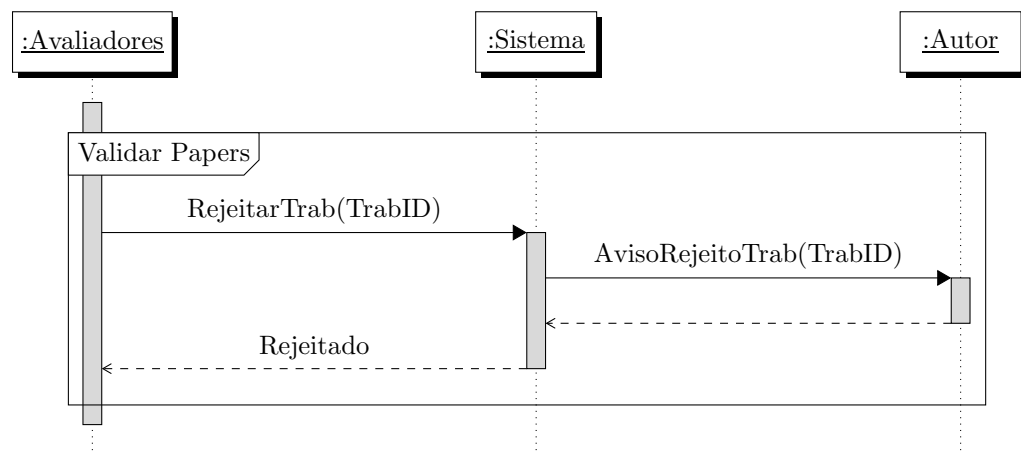 :Avaliadores
:Sistema
:Autor
Validar Papers
RejeitarTrab(TrabID)
AvisoRejeitoTrab(TrabID)
Rejeitado